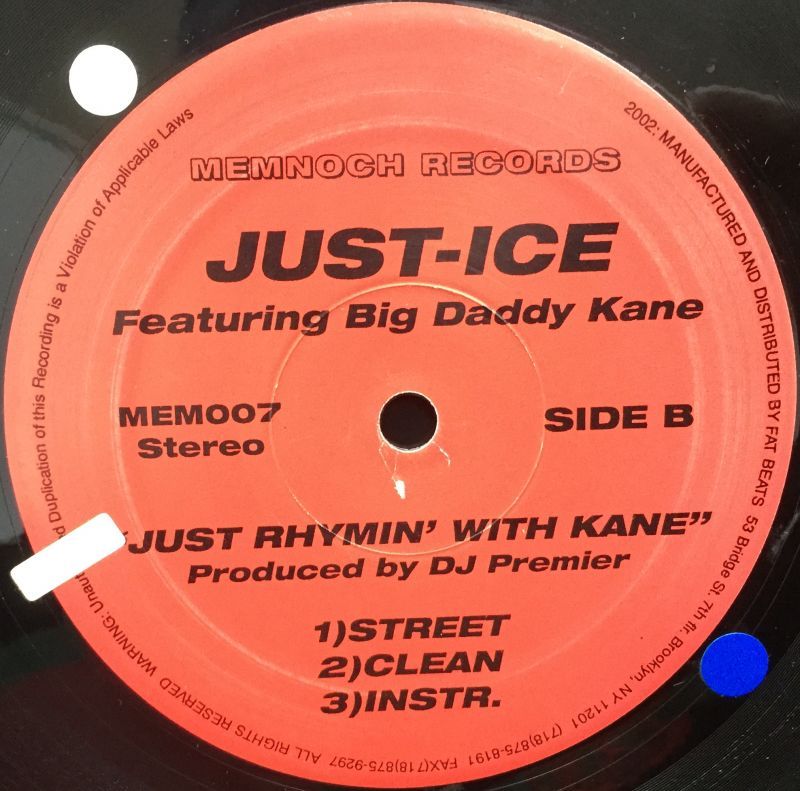 MEMNOCH RECORDS
JUST-ICE
Featuring Big Daddy Kane
MEM007
Stereo
SIDE B
"JUST RHYMIN' WITH KANE"
Produced by DJ Premier
1)STREET
2)CLEAN
3)INSTR.
2002: MANUFACTURED AND DISTRIBUTED BY FAT BEATS 53 Bridge St. 7th flr. Brooklyn, NY 11201 (718)875-8191 FAX(718)875-9297 ALL RIGHTS RESERVED WARNING: Duplication of this Recording is a Violation of Applicable Laws